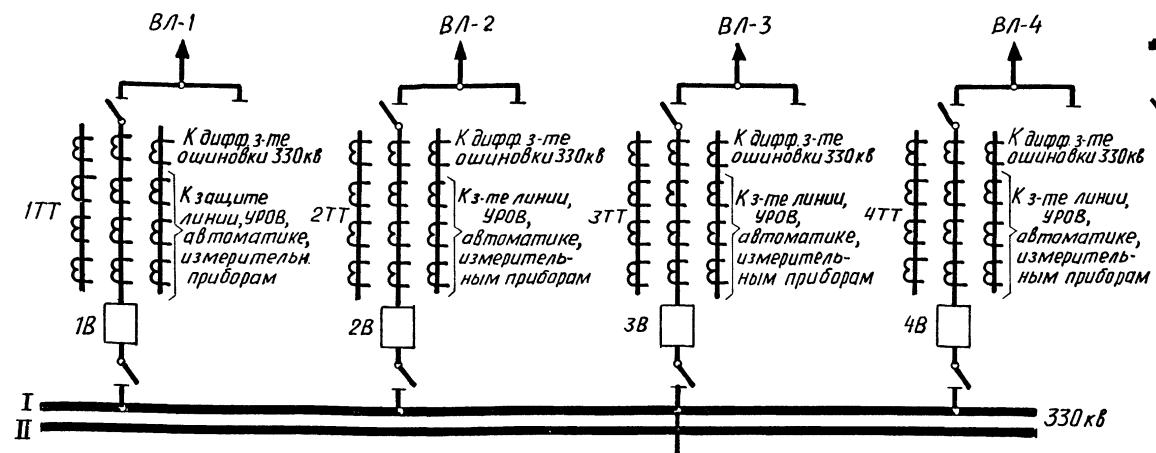 ВЛ-1
ВЛ-2
ВЛ-3
ВЛ-4
К дифф. з-те
ошиновки 330кв
1ТТ
К защите
линии, УРОВ,
автоматике,
измерительн.
приборам
1В
К дифф. з-те
ошиновки 330кв
2ТТ
К з-те линии,
УРОВ,
автоматике,
измеритель-
ным приборам
2В
К дифф. з-те
ошиновки 330кв
3ТТ
К з-те линии,
УРОВ,
автоматике,
измеритель-
ным приборам
3В
К дифф. з-те
ошиновки 330кв
4ТТ
К з-те линии,
УРОВ,
автоматике,
измеритель-
ным приборам
4В
I
II
330 кв